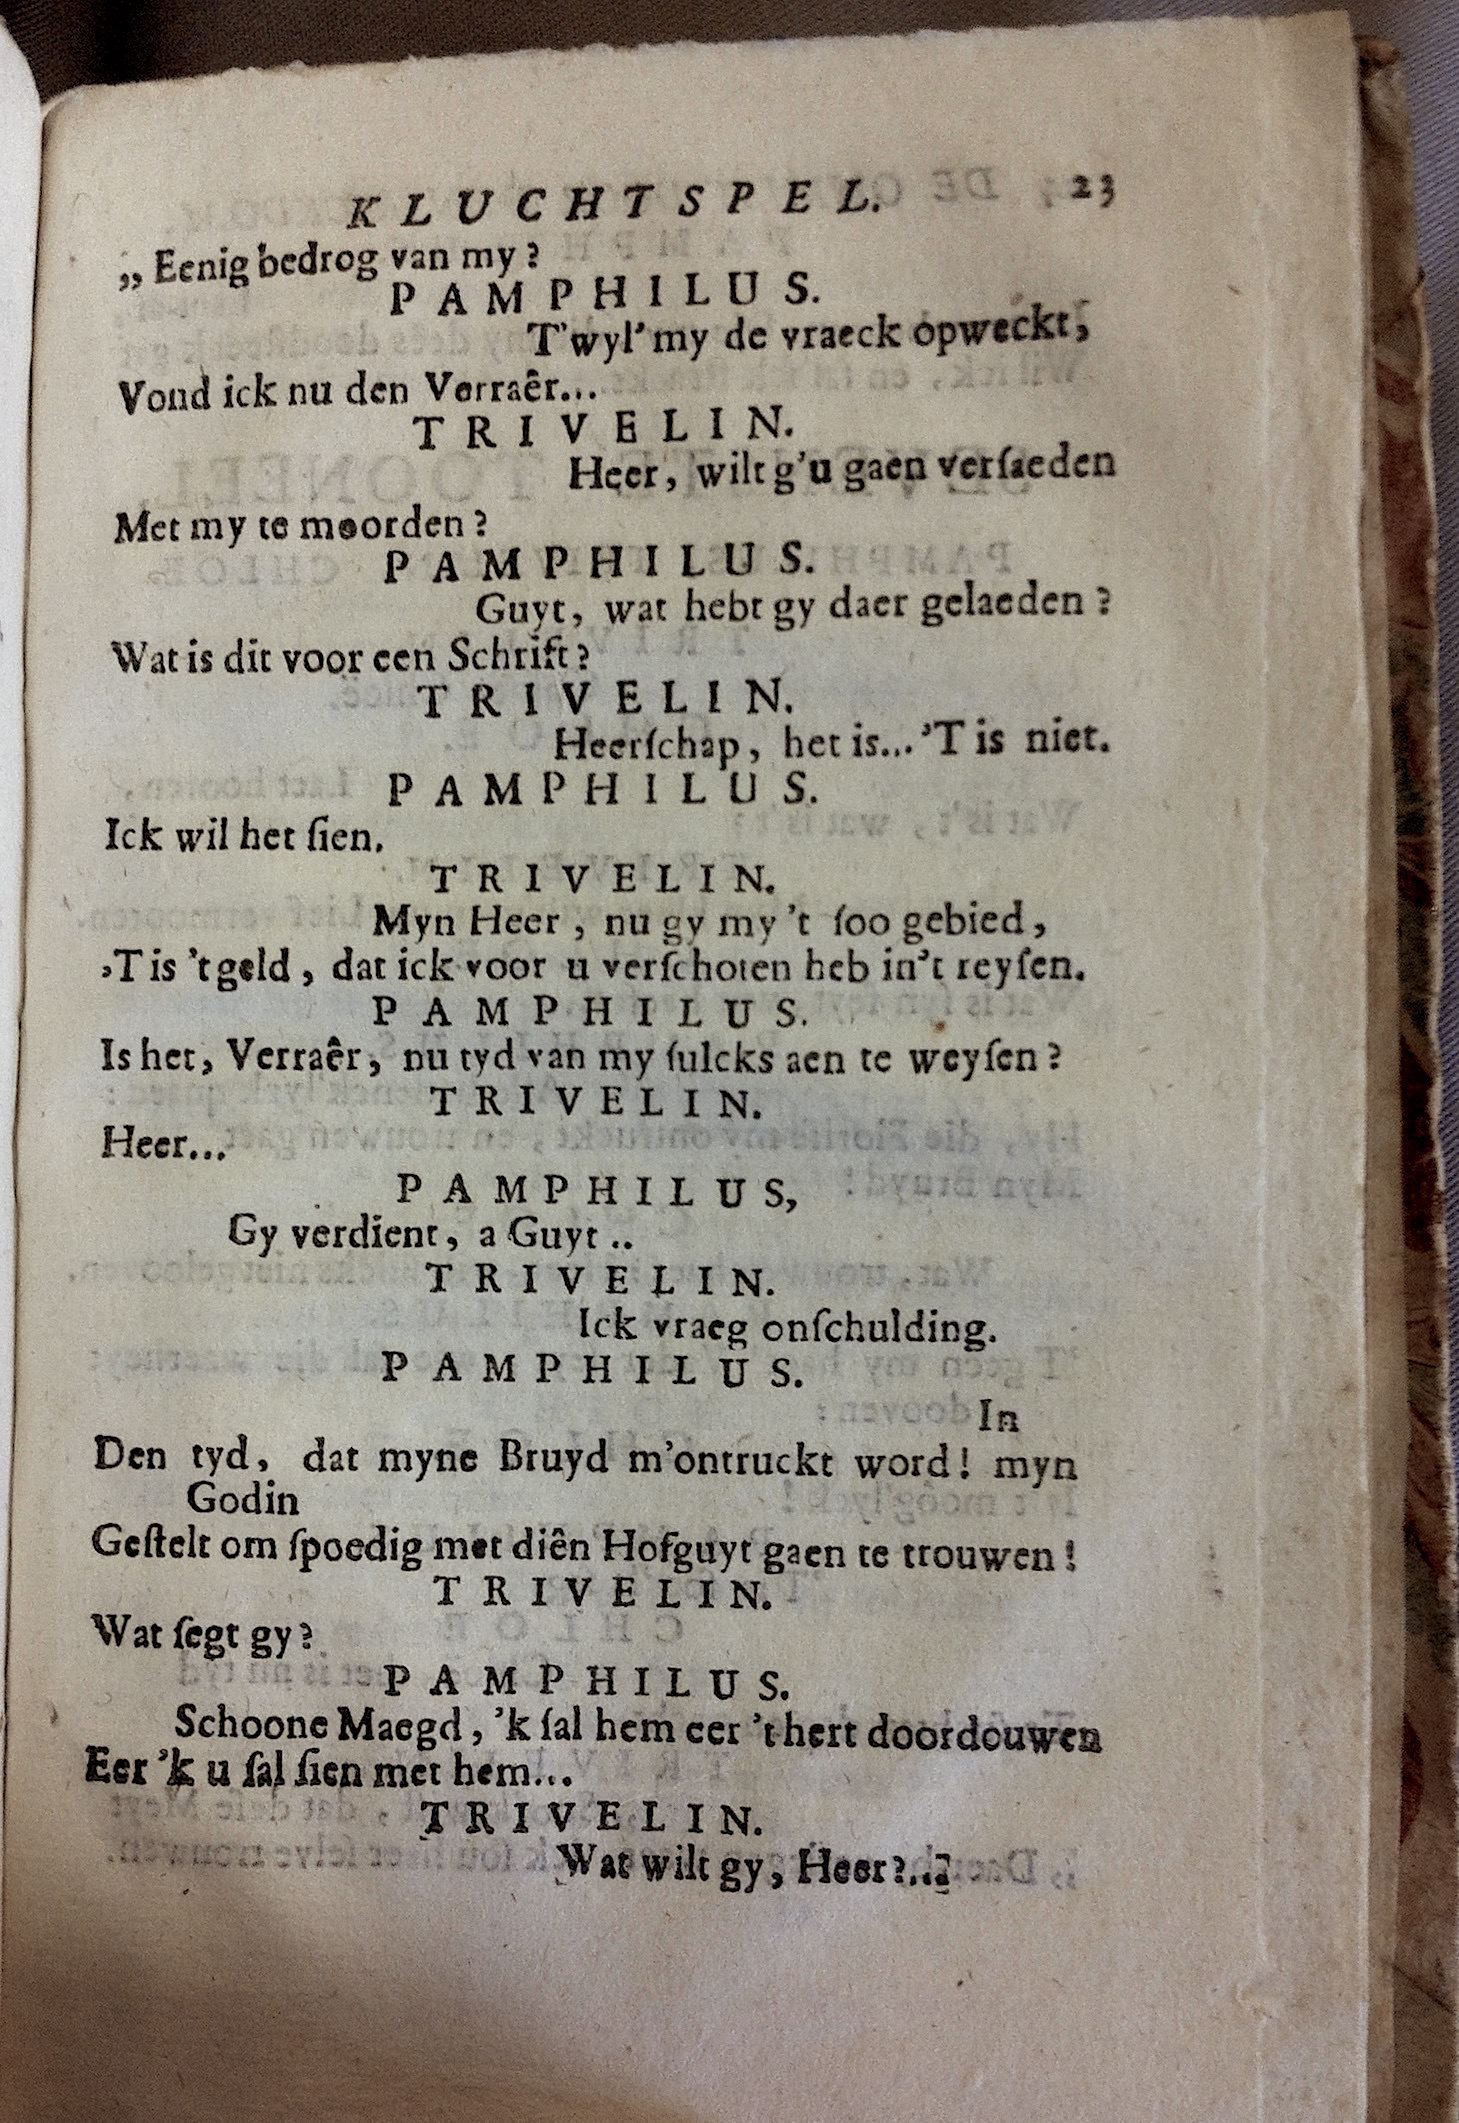 KLUCHTSPEL. 23
„Eenig bedrog van my?
PAMPHILUS.
T'wyl' my de vraeck opweckt,
Vond ick nu den Verraêr...
TRIVELIN.
Heer, wilt g'u gaen verſaeden
Met my te moorden?
PAMPHILUS.
Guyt, wat hebt gy daer gelaeden?
Wat is dit voor een Schrift?
TRIVELIN.
Heerſchap, het is... 'T is niet.
PAMPHILUS.
Ick wil het ſien.
TRIVELIN.
Myn Heer, nu gy my 't ſoo gebied,
'T is 't geld, dat ick voor u verſchoten heb in't reyſen.
PAMPHILUS.
Is het, Verraêr, nu tyd van my ſulcks aen te weyſen?
TRIVELIN.
Heer...
PAMPHILUS,
Gy verdient, a Guyt ..
TRIVELIN.
Ick vraeg onſchulding.
PAMPHILUS.
In
Den tyd, dat myne Bruyd m'ontruckt word! myn
Godin
Geſtelt om ſpoedig met diên Hofguyt gaen te trouwen!
TRIVELIN.
Wat ſegt gy?
PAMPHILUS.
Schoone Maegd, 'k ſal hem eer 't hert doordouwen
Eer 'k u ſal ſien met hem...
TRIVELIN.
Wat wilt gy, Heer?..?